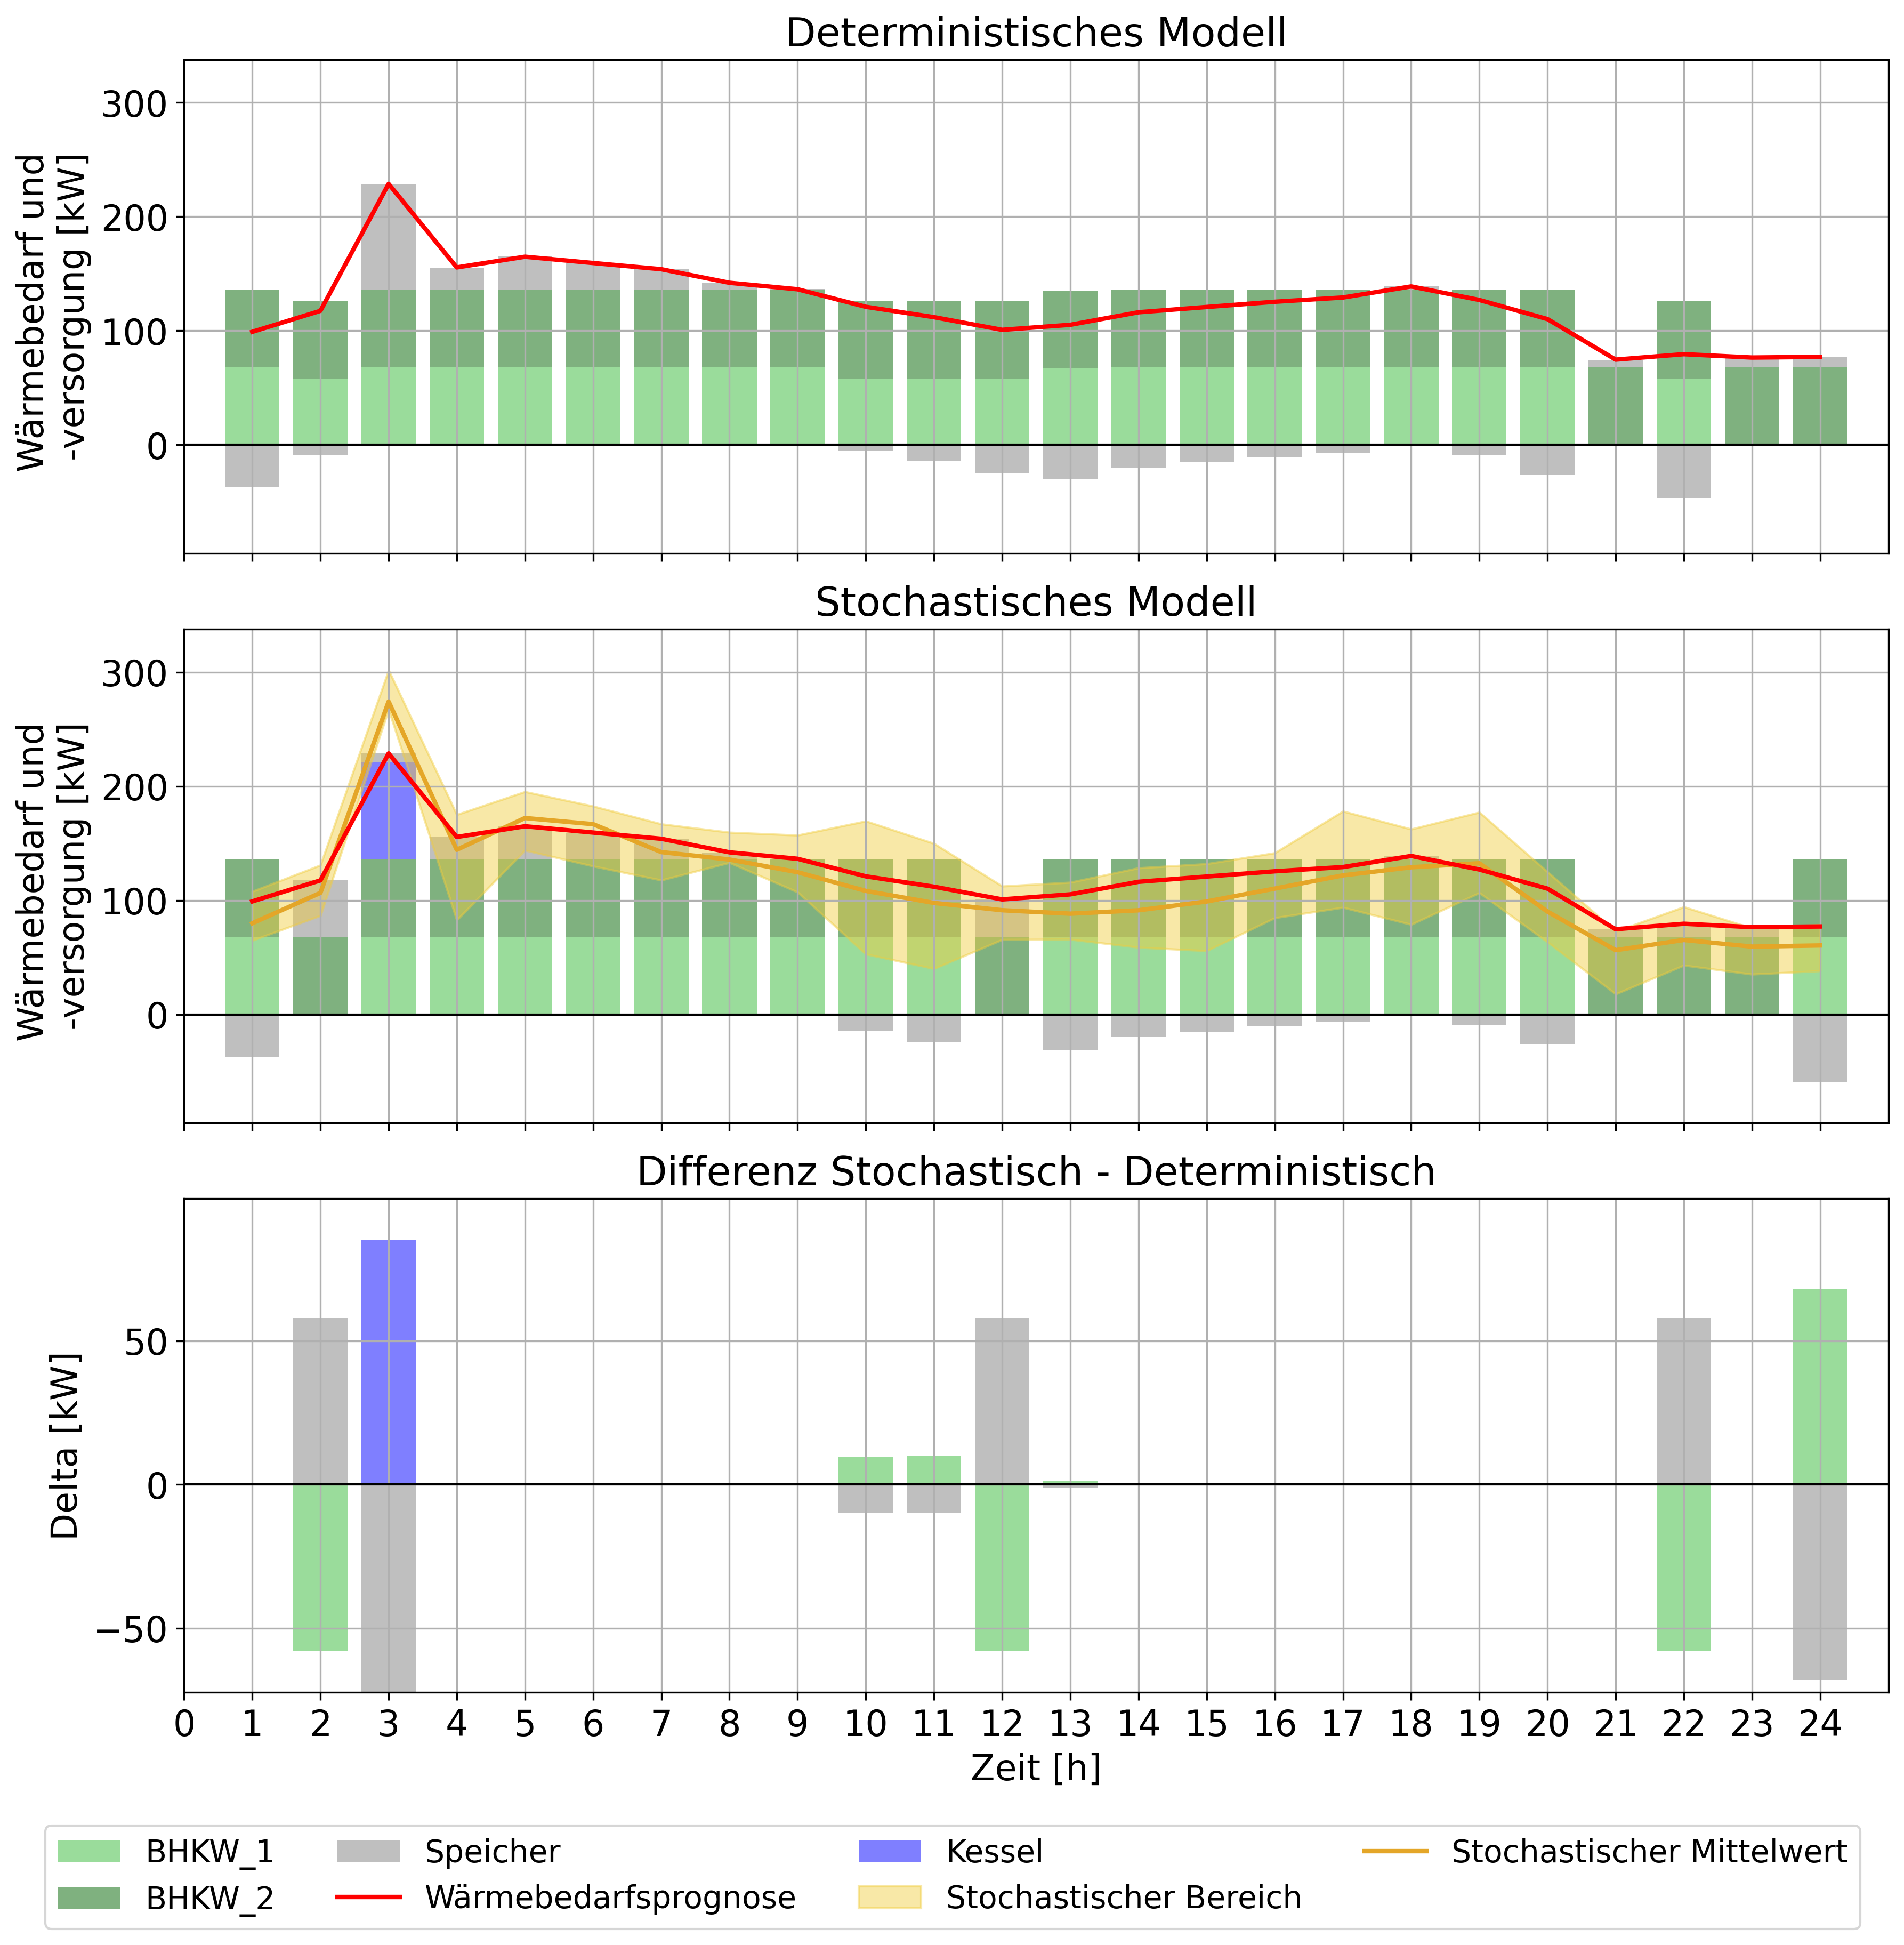 Deterministisches Modell
Wärmebedarf und
-versorgung [kW]
300
200
100
0
Stochastisches Modell
Wärmebedarf und
-versorgung [kW]
300
200
100
0
Differenz Stochastisch - Deterministisch
Delta [kW]
50
0
−50
0 1 2 3 4 5 6 7 8 9 10 11 12 13 14 15 16 17 18 19 20 21 22 23 24
Zeit [h]
BHKW_1 Speicher Kessel Stochastischer Mittelwert
BHKW_2 Wärmebedarfsprognose Stochastischer Bereich